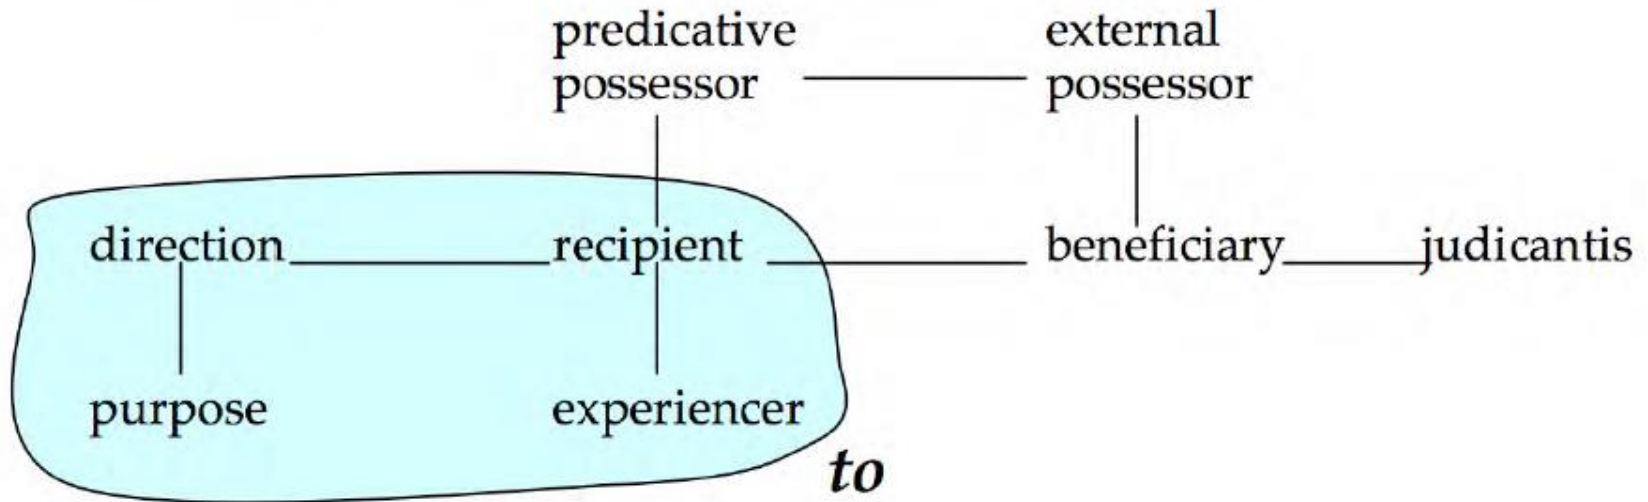 predicative
possessor
external
possessor
direction
recipient
beneficiary
judicantis
purpose
experiencer
to